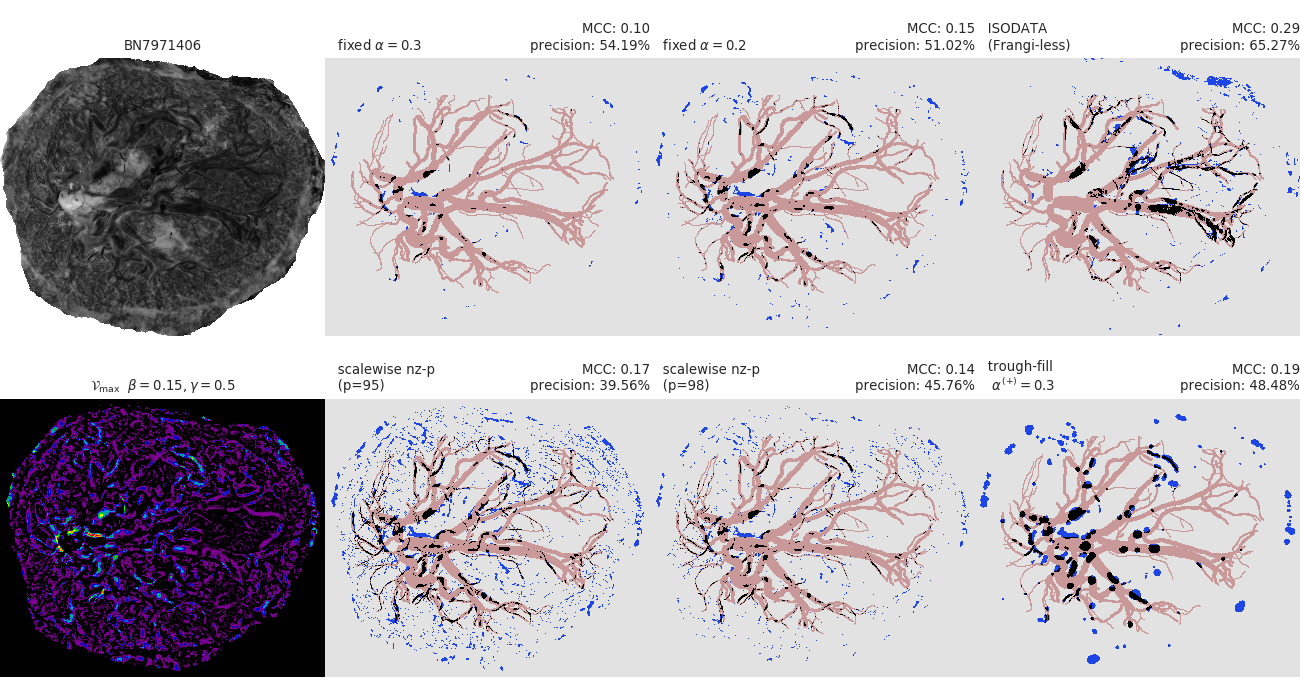 BN7971406
fixed α = 0.3
MCC: 0.10
precision: 54.19%
fixed α = 0.2
MCC: 0.15
precision: 51.02%
ISODATA
(Frangi-less)
MCC: 0.29
precision: 65.27%
𝒱max β = 0.15, γ = 0.5
scalewise nz-p
(p=95)
MCC: 0.17
precision: 39.56%
scalewise nz-p
(p=98)
MCC: 0.14
precision: 45.76%
trough-fill
α(+) = 0.3
MCC: 0.19
precision: 48.48%